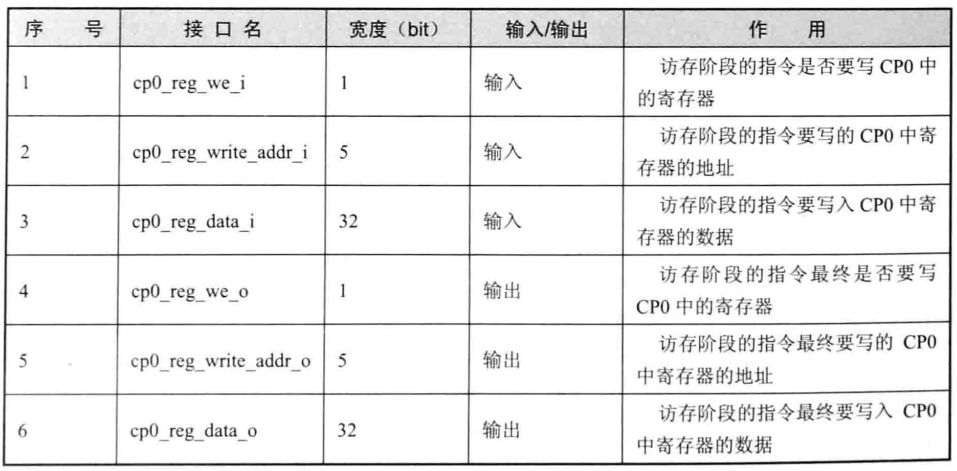 序 号 接 口 名 宽度（bit） 输入/输出 作 用
1 cp0_reg_we_i 1 输入 访存阶段的指令是否要写 CP0 中
的寄存器
2 cp0_reg_write_addr_i 5 输入 访存阶段的指令要写的 CP0 中寄
存器的地址
3 cp0_reg_data_i 32 输入 访存阶段的指令要写入 CP0 中寄
存器的数据
4 cp0_reg_we_o 1 输出 访存阶段的指令最终是否要写
CP0 中的寄存器
5 cp0_reg_write_addr_o 5 输出 访存阶段的指令最终要写的 CP0
中寄存器的地址
6 cp0_reg_data_o 32 输出 访存阶段的指令最终要写入 CP0
中寄存器的数据